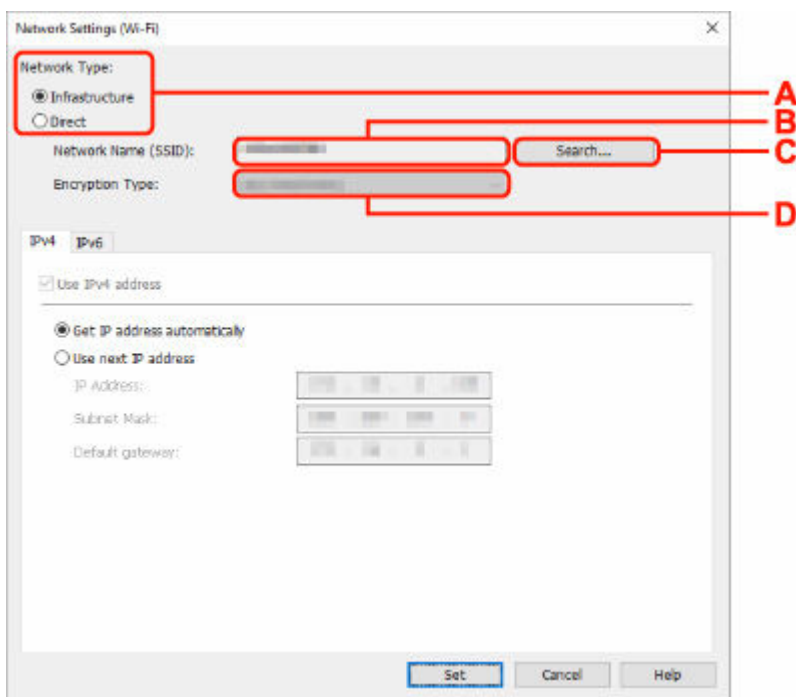 Network Settings (Wi-Fi)
Network Type:
Infrastructure
A
Direct
B
Network Name (SSID):
Search...
C
Encryption Type:
D
IPv4 IPv6
Use IPv4 address
Get IP address automatically
Use next IP address
IP Address:
Subnet Mask:
Default gateway:
Set Cancel Help